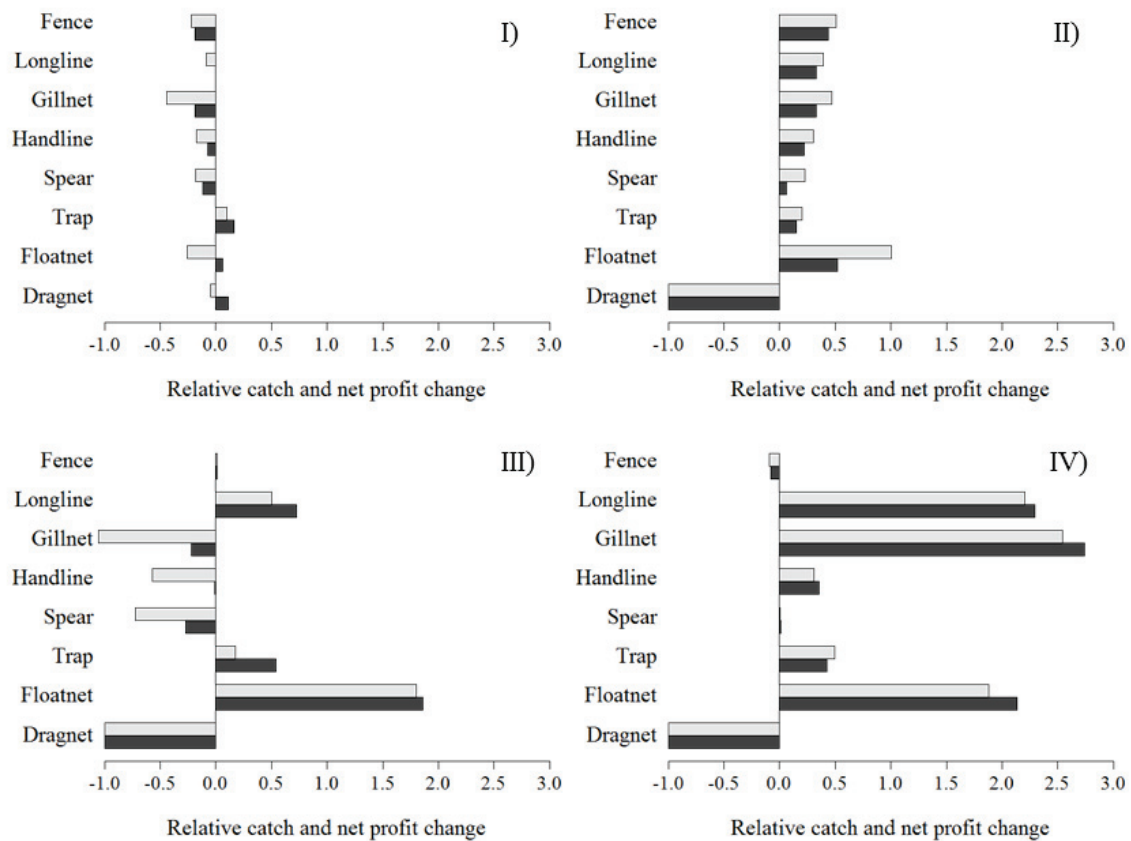 I)
Fence
Longline
Gillnet
Handline
Spear
Trap
Floatnet
Dragnet
-1.0 -0.5 0.0 0.5 1.0 1.5 2.0 2.5 3.0
Relative catch and net profit change
II)
Fence
Longline
Gillnet
Handline
Spear
Trap
Floatnet
Dragnet
-1.0 -0.5 0.0 0.5 1.0 1.5 2.0 2.5 3.0
Relative catch and net profit change
III)
Fence
Longline
Gillnet
Handline
Spear
Trap
Floatnet
Dragnet
-1.0 -0.5 0.0 0.5 1.0 1.5 2.0 2.5 3.0
Relative catch and net profit change
IV)
Fence
Longline
Gillnet
Handline
Spear
Trap
Floatnet
Dragnet
-1.0 -0.5 0.0 0.5 1.0 1.5 2.0 2.5 3.0
Relative catch and net profit change